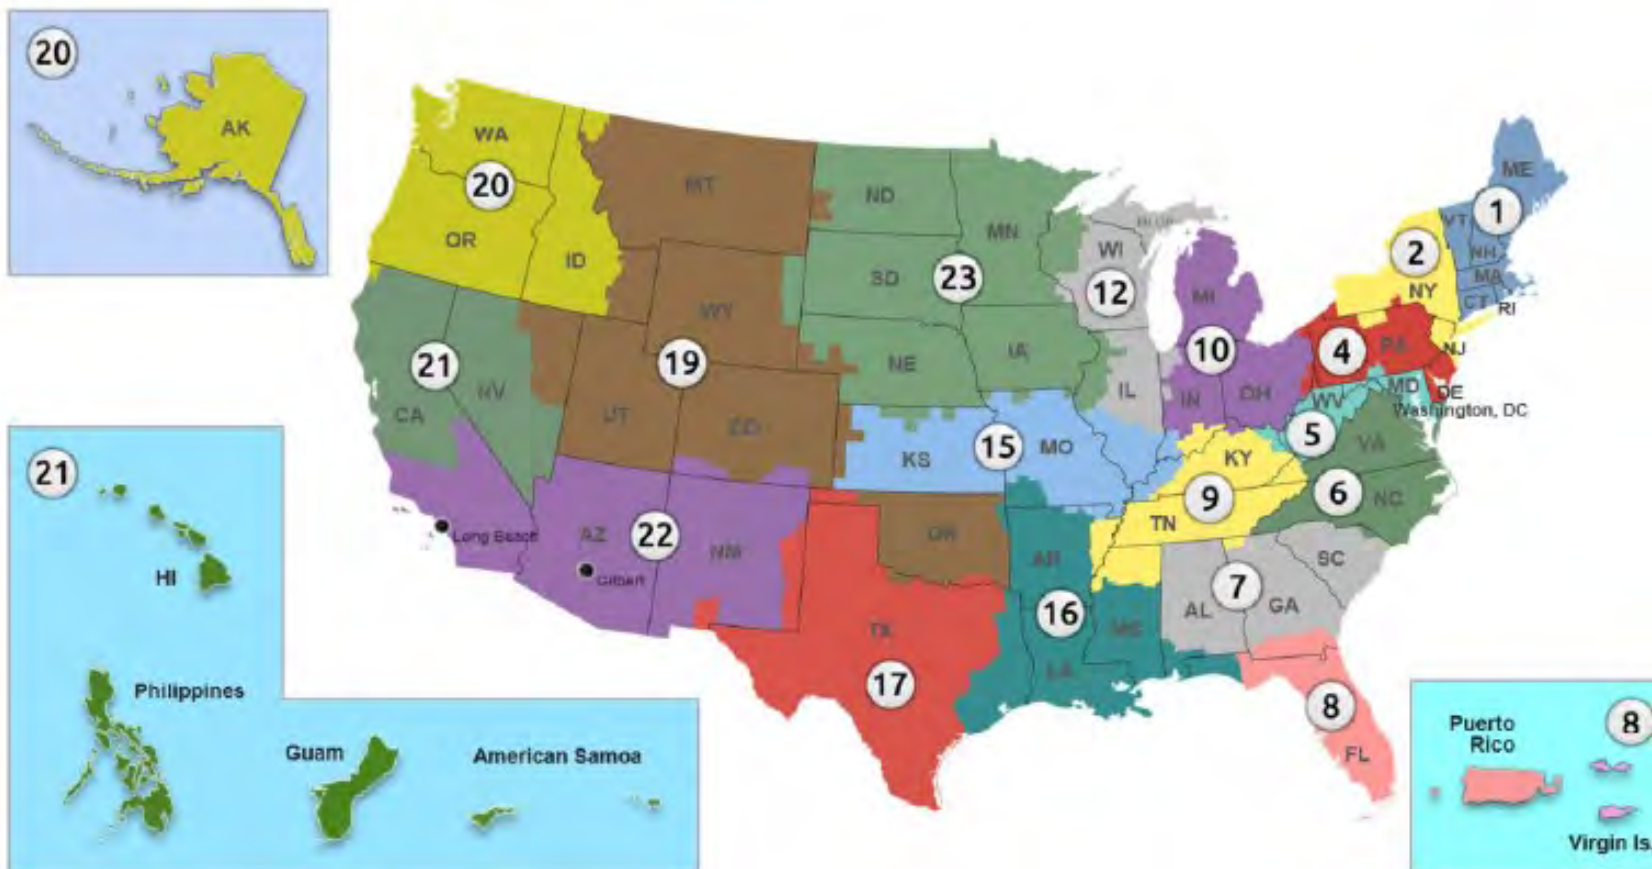 20
AK
WA
20
OR
ID
MT
ND
MN
SD
23
WI
12
ME
1
VT
NH
MA
CT
RI
2
NY
WY
19
21
NV
CA
UT
CO
NE
IA
IL
MI
10
IN
OH
4
PA
NJ
DE
MD
Washington, DC
WV
5
VA
KS
15
MO
KY
9
TN
6
NC
SC
7
AL
GA
21
HI
Long Beach
AZ
22
NM
Gilbert
OK
AR
16
MS
LA
TX
17
8
FL
Philippines
Guam
American Samoa
Puerto
Rico
8
Virgin Is.